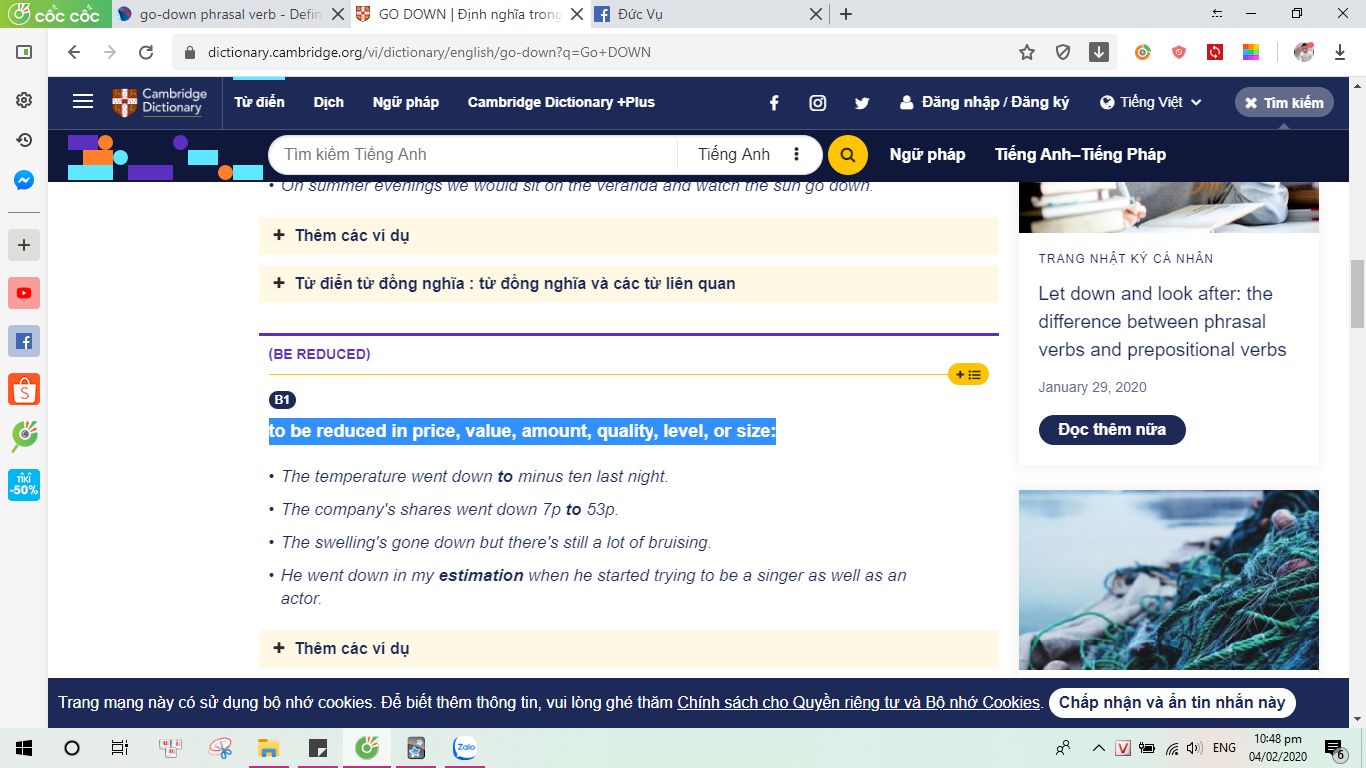 cốc cốc
go-down phrasal verb - Defin
GO DOWN | Định nghĩa trong
Đức Vụ
dictionary.cambridge.org/vi/dictionary/english/go-down?q=Go+DOWN
Cambridge
Dictionary
Từ điển
Dịch
Ngữ pháp
Cambridge Dictionary +Plus
Đăng nhập / Đăng ký
Tiếng Việt
Tìm kiếm
Tìm kiếm Tiếng Anh
Tiếng Anh
Ngữ pháp
Tiếng Anh–Tiếng Pháp
• On summer evenings we would sit on the veranda and watch the sun go down.
+ Thêm các ví dụ
+ Từ điển từ đồng nghĩa : từ đồng nghĩa và các từ liên quan
(BE REDUCED)
B1
to be reduced in price, value, amount, quality, level, or size:
• The temperature went down to minus ten last night.
• The company's shares went down 7p to 53p.
• The swelling's gone down but there's still a lot of bruising.
• He went down in my estimation when he started trying to be a singer as well as an
actor.
+ Thêm các ví dụ
TRANG NHẬT KÝ CÁ NHÂN
Let down and look after: the
difference between phrasal
verbs and prepositional verbs
January 29, 2020
Đọc thêm nữa
TIKI
-50%
Trang mạng này có sử dụng bộ nhớ cookies. Để biết thêm thông tin, vui lòng ghé thăm Chính sách cho Quyền riêng tư và Bộ nhớ Cookies.
Chấp nhận và ẩn tin nhắn này
Zalo
V
ENG
10:48 pm
04/02/2020
6